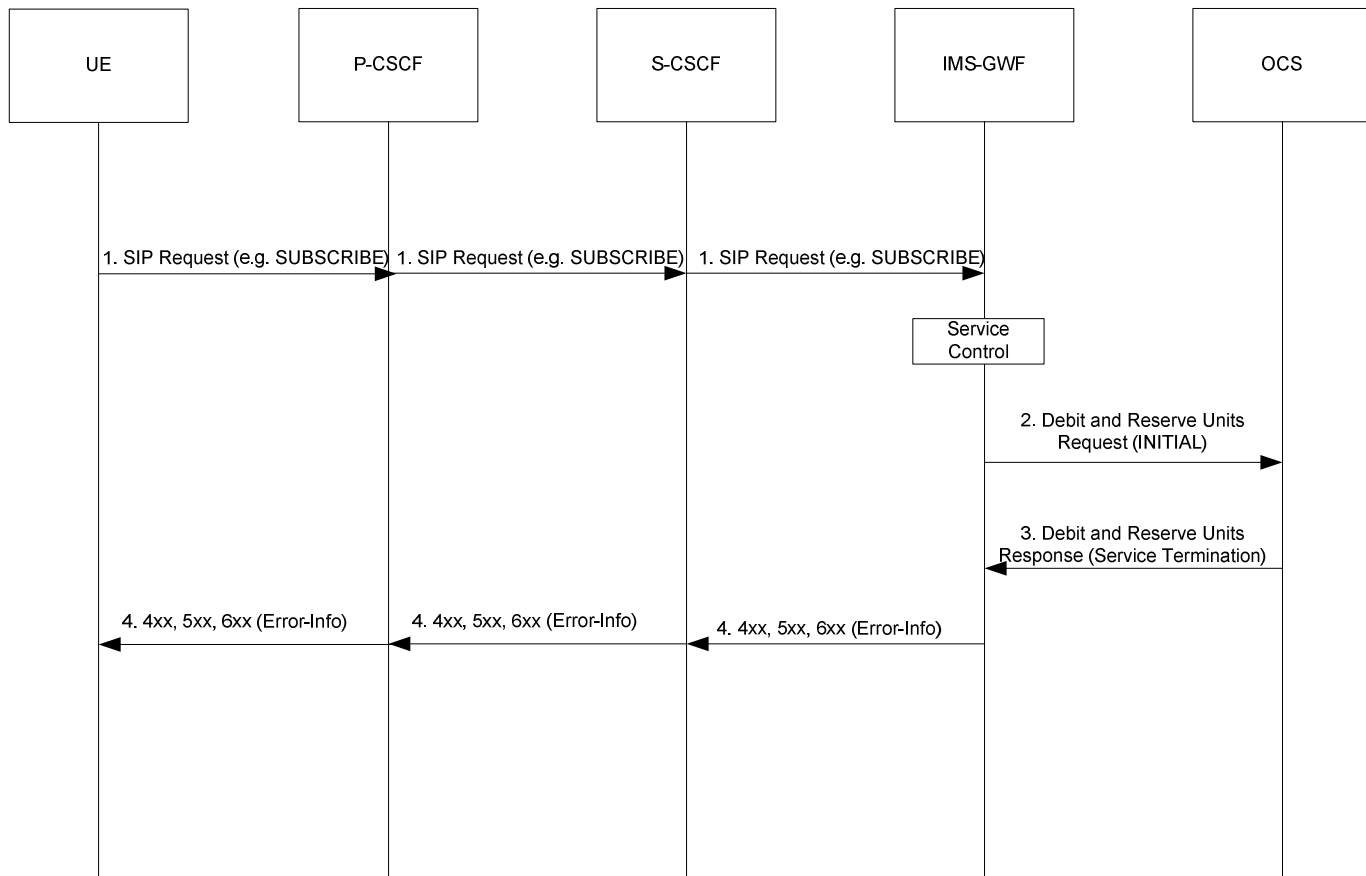 UE
P-CSCF
S-CSCF
IMS-GWF
OCS
1. SIP Request (e.g. SUBSCRIBE)
1. SIP Request (e.g. SUBSCRIBE)
1. SIP Request (e.g. SUBSCRIBE)
Service
Control
2. Debit and Reserve Units
Request (INITIAL)
3. Debit and Reserve Units
Response (Service Termination)
4. 4xx, 5xx, 6xx (Error-Info)
4. 4xx, 5xx, 6xx (Error-Info)
4. 4xx, 5xx, 6xx (Error-Info)